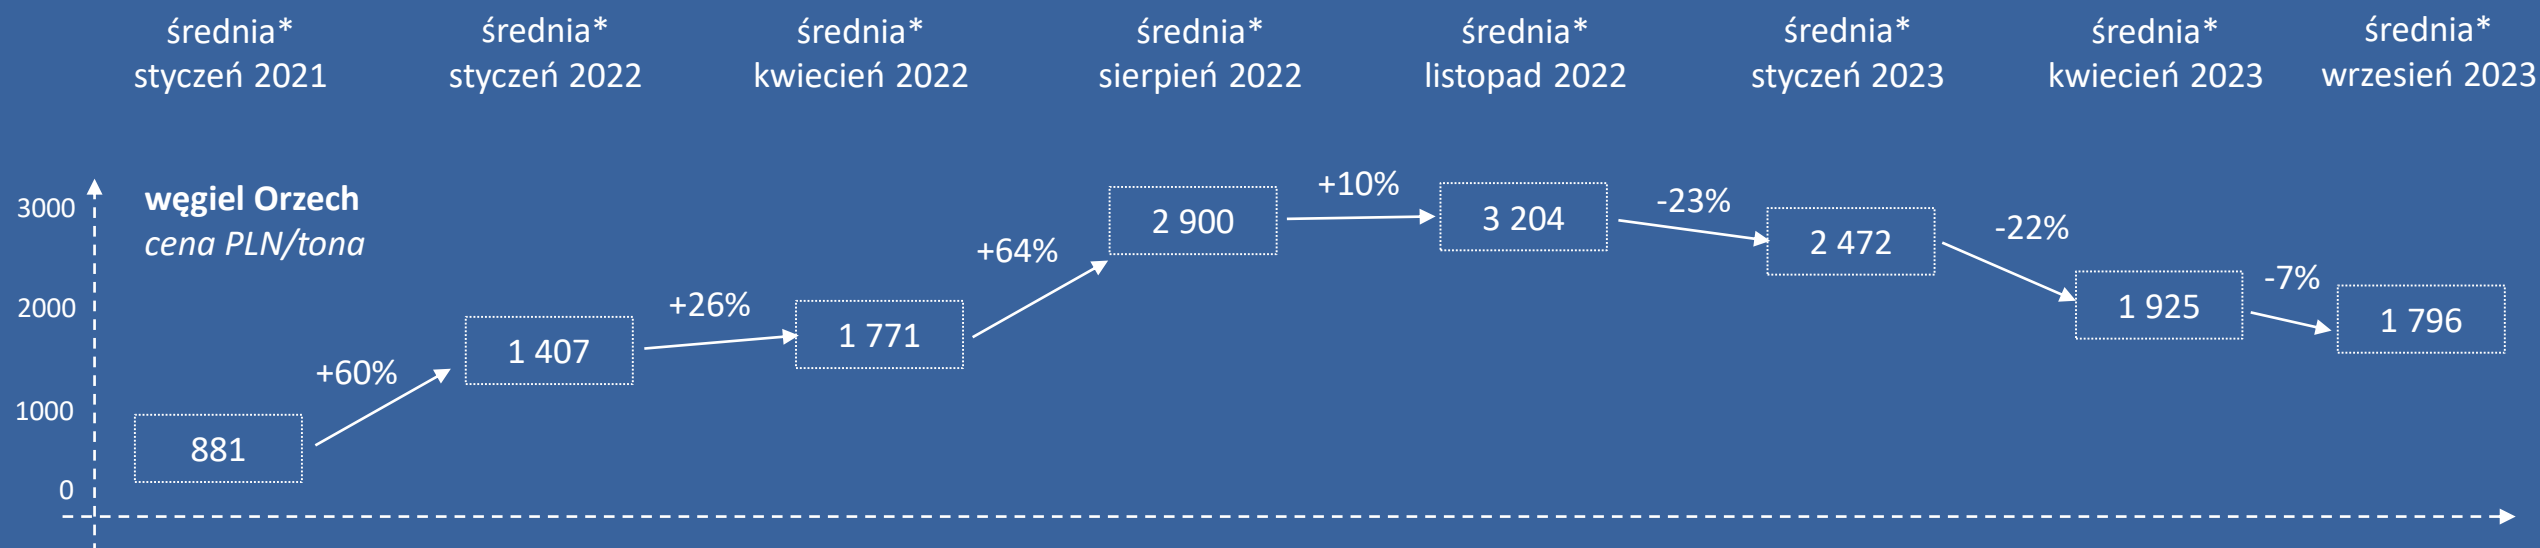 średnia*
styczeń 2021
średnia*
styczeń 2022
średnia*
kwiecień 2022
średnia*
sierpień 2022
średnia*
listopad 2022
średnia*
styczeń 2023
średnia*
kwiecień 2023
średnia*
wrzesień 2023
węgiel Orzech
cena PLN/tona
3000
2000
1000
0
881
+60%
1 407
+26%
1 771
+64%
2 900
+10%
3 204
-23%
2 472
-22%
1 925
-7%
1 796